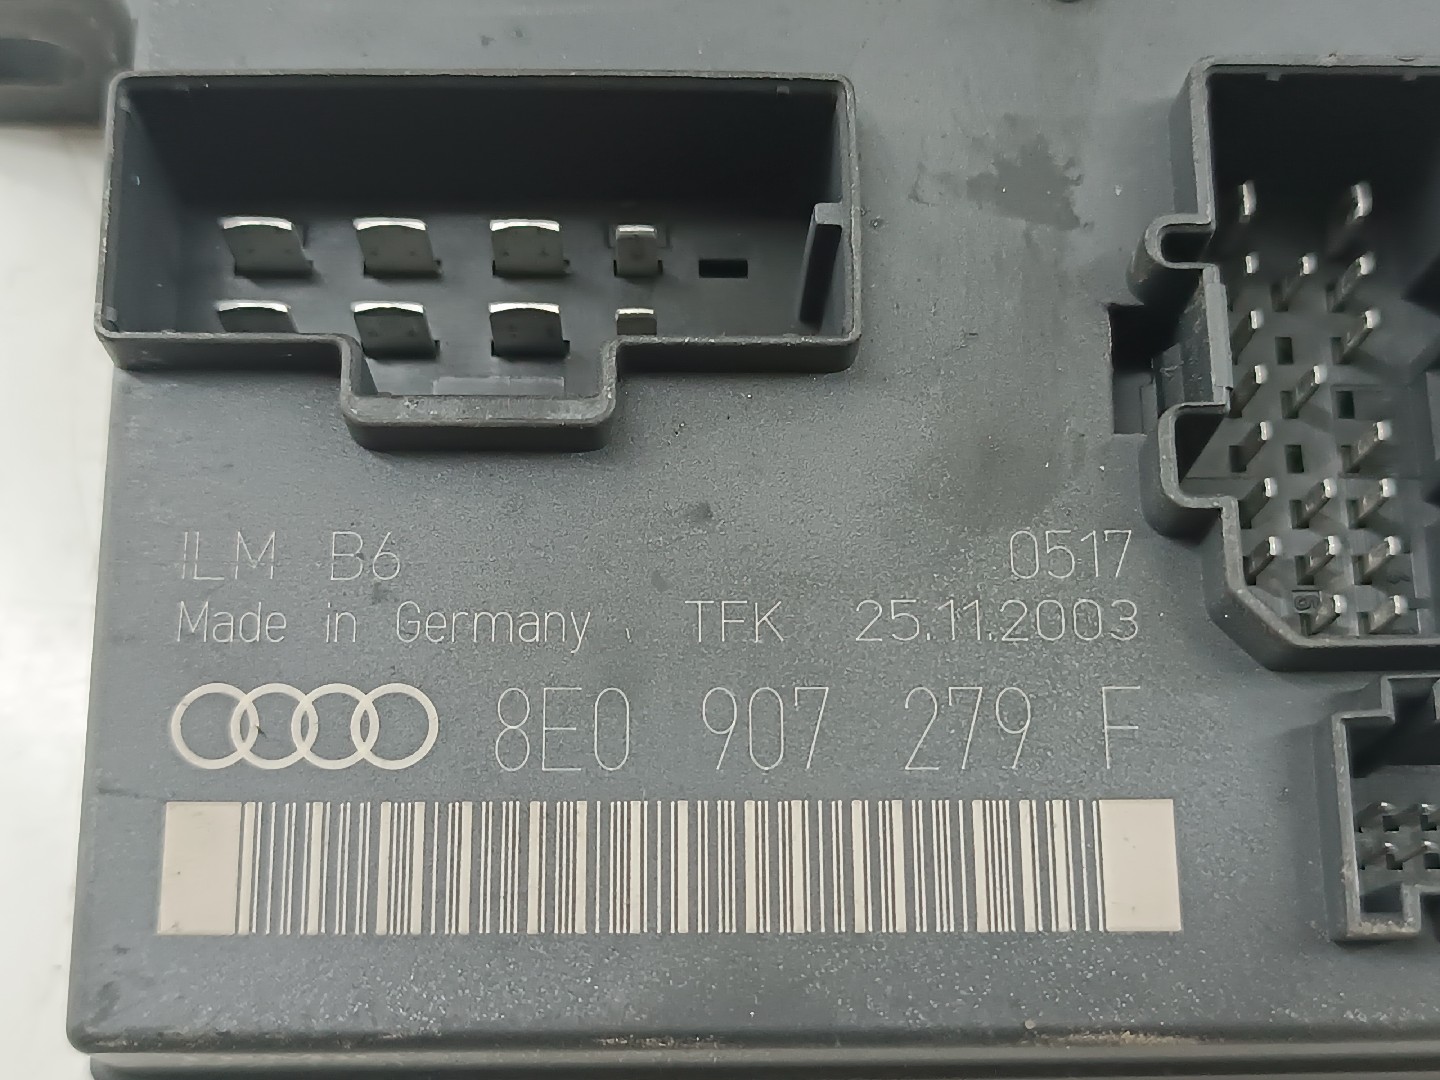 ILM B6 0517
Made in Germany TFK 25.11.2003
8E0 907 279 F